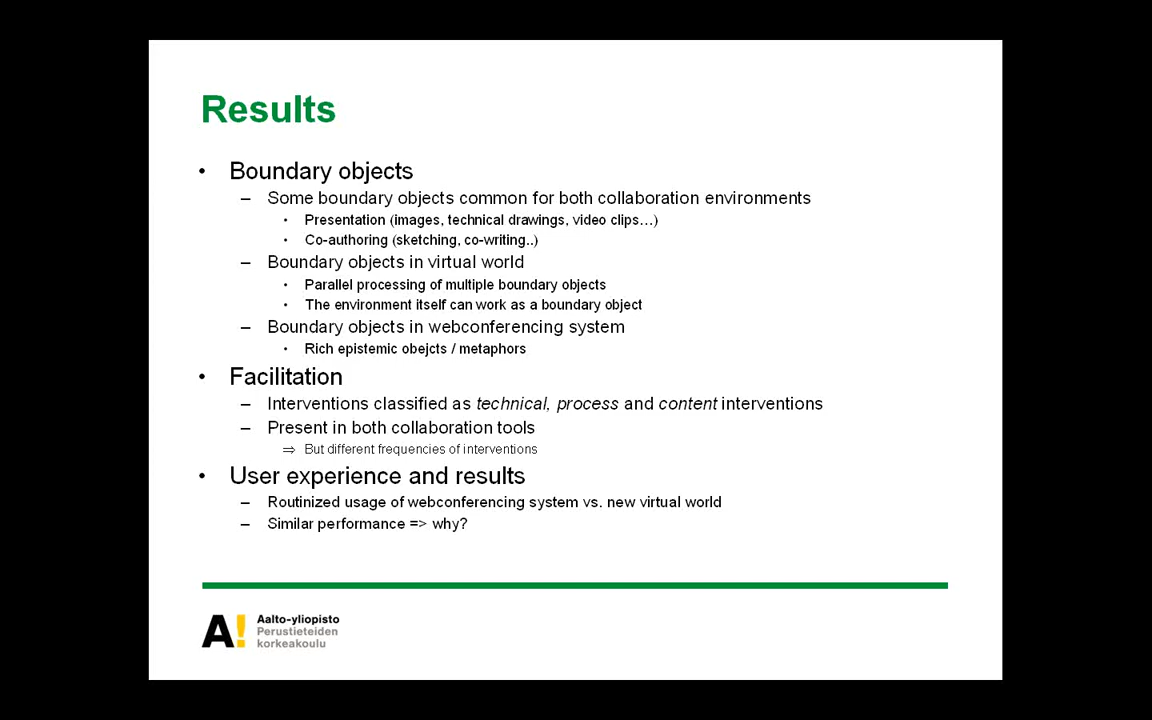 Results
• Boundary objects
– Some boundary objects common for both collaboration environments
• Presentation (images, technical drawings, video clips…)
• Co-authoring (sketching, co-writing..)
– Boundary objects in virtual world
• Parallel processing of multiple boundary objects
• The environment itself can work as a boundary object
– Boundary objects in webconferencing system
• Rich epistemic obejcts / metaphors
• Facilitation
– Interventions classified as technical, process and content interventions
– Present in both collaboration tools
⇒ But different frequencies of interventions
• User experience and results
– Routinized usage of webconferencing system vs. new virtual world
– Similar performance => why?
A! Aalto-yliopisto
Perustieteiden
korkeakoulu